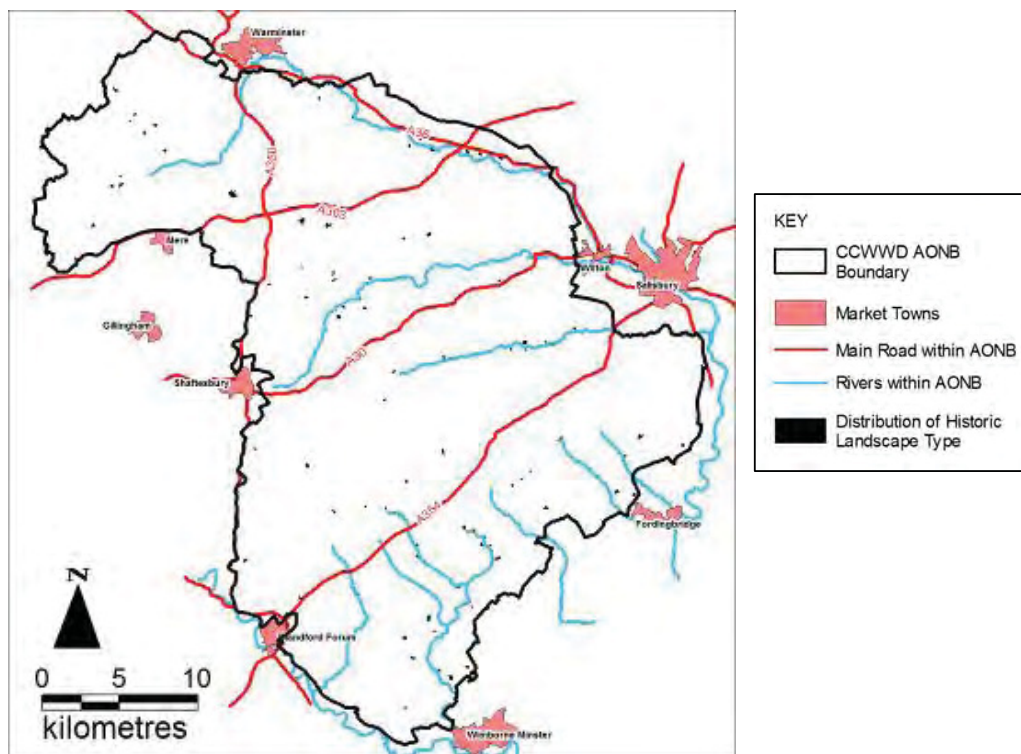 Warminster
A36
A350
A303
Mere
Wilton
Salisbury
Gillingham
A30
Shaftesbury
A354
Fordingbridge
N
Blandford Forum
0 5 10
kilometres
Wimborne Minster
KEY
CCWWD AONB
Boundary
Market Towns
Main Road within AONB
Rivers within AONB
Distribution of Historic
Landscape Type